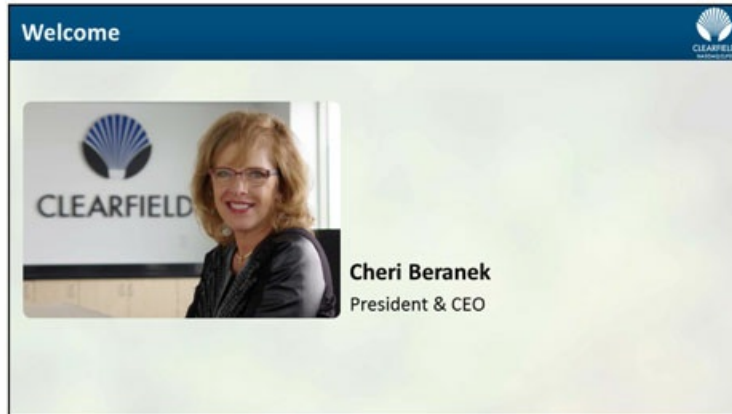 Welcome
CLEARFIELD
CLEARFIELD
Cheri Beranek
President & CEO